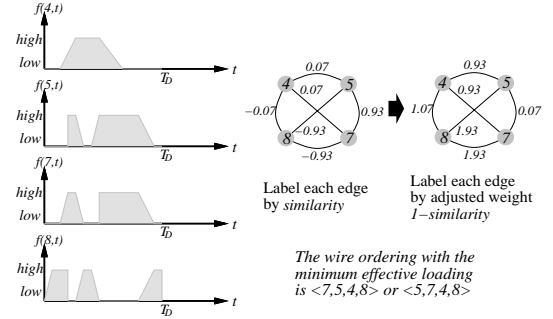 f(4,t)
high
low
T_D
t
f(5,t)
high
low
T_D
t
f(7,t)
high
low
T_D
t
f(8,t)
high
low
T_D
t
0.07
4
5
0.07
−0.07
0.93
−0.93
8
7
−0.93
Label each edge
by similarity
0.93
4
5
0.93
1.07
0.07
1.93
8
7
1.93
Label each edge
by adjusted weight
1−similarity
The wire ordering with the
minimum effective loading
is <7,5,4,8> or <5,7,4,8>